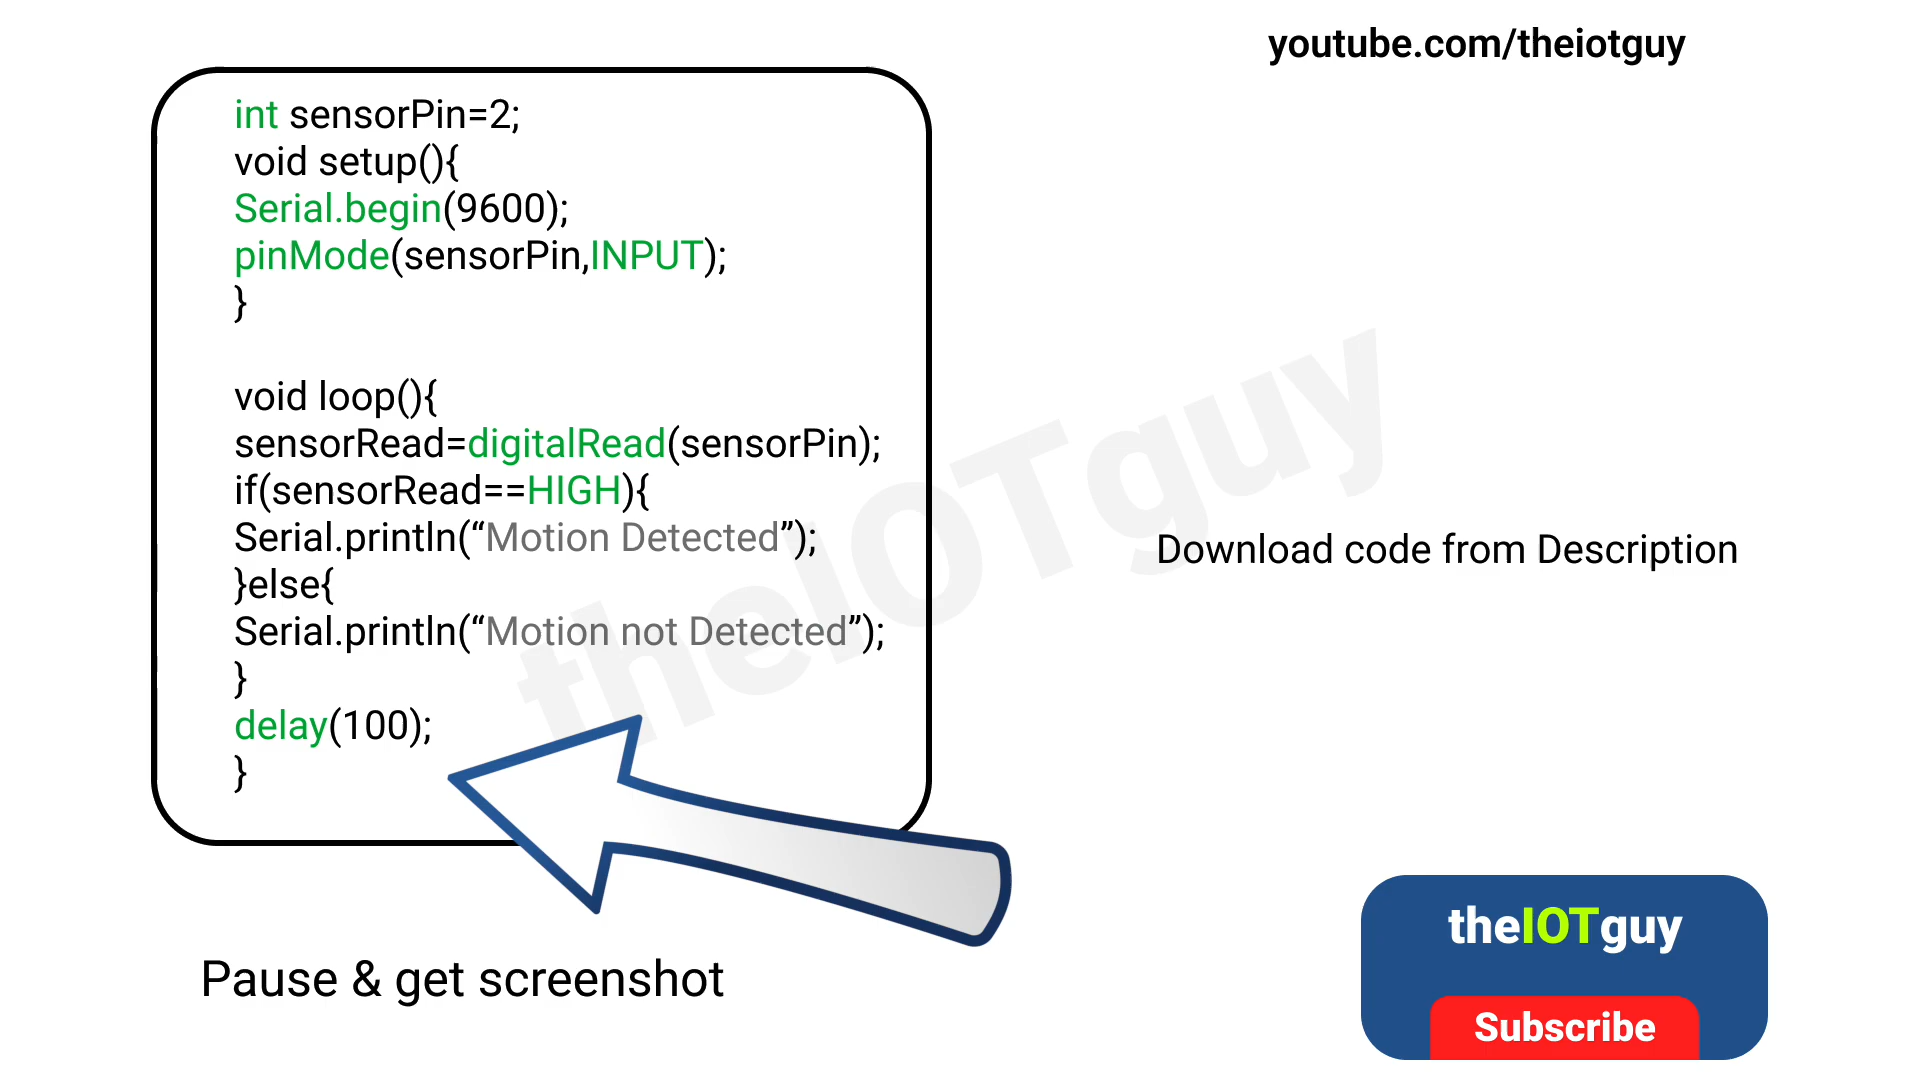 youtube.com/theiotguy
int sensorPin=2;
void setup(){
Serial.begin(9600);
pinMode(sensorPin,INPUT);
}
void loop(){
sensorRead=digitalRead(sensorPin);
if(sensorRead==HIGH){
Serial.println(“Motion Detected”);
}else{
Serial.println(“Motion not Detected”);
}
delay(100);
}
theIOTguy
Download code from Description
Pause & get screenshot
theIOTguy
Subscribe